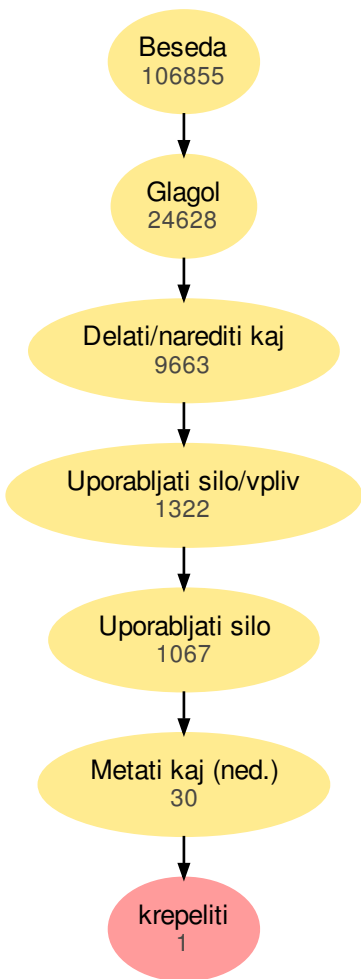 Beseda
106855
Glagol
24628
Delati/narediti kaj
9663
Uporabljati silo/vpliv
1322
Uporabljati silo
1067
Metati kaj (ned.)
30
krepeliti
1